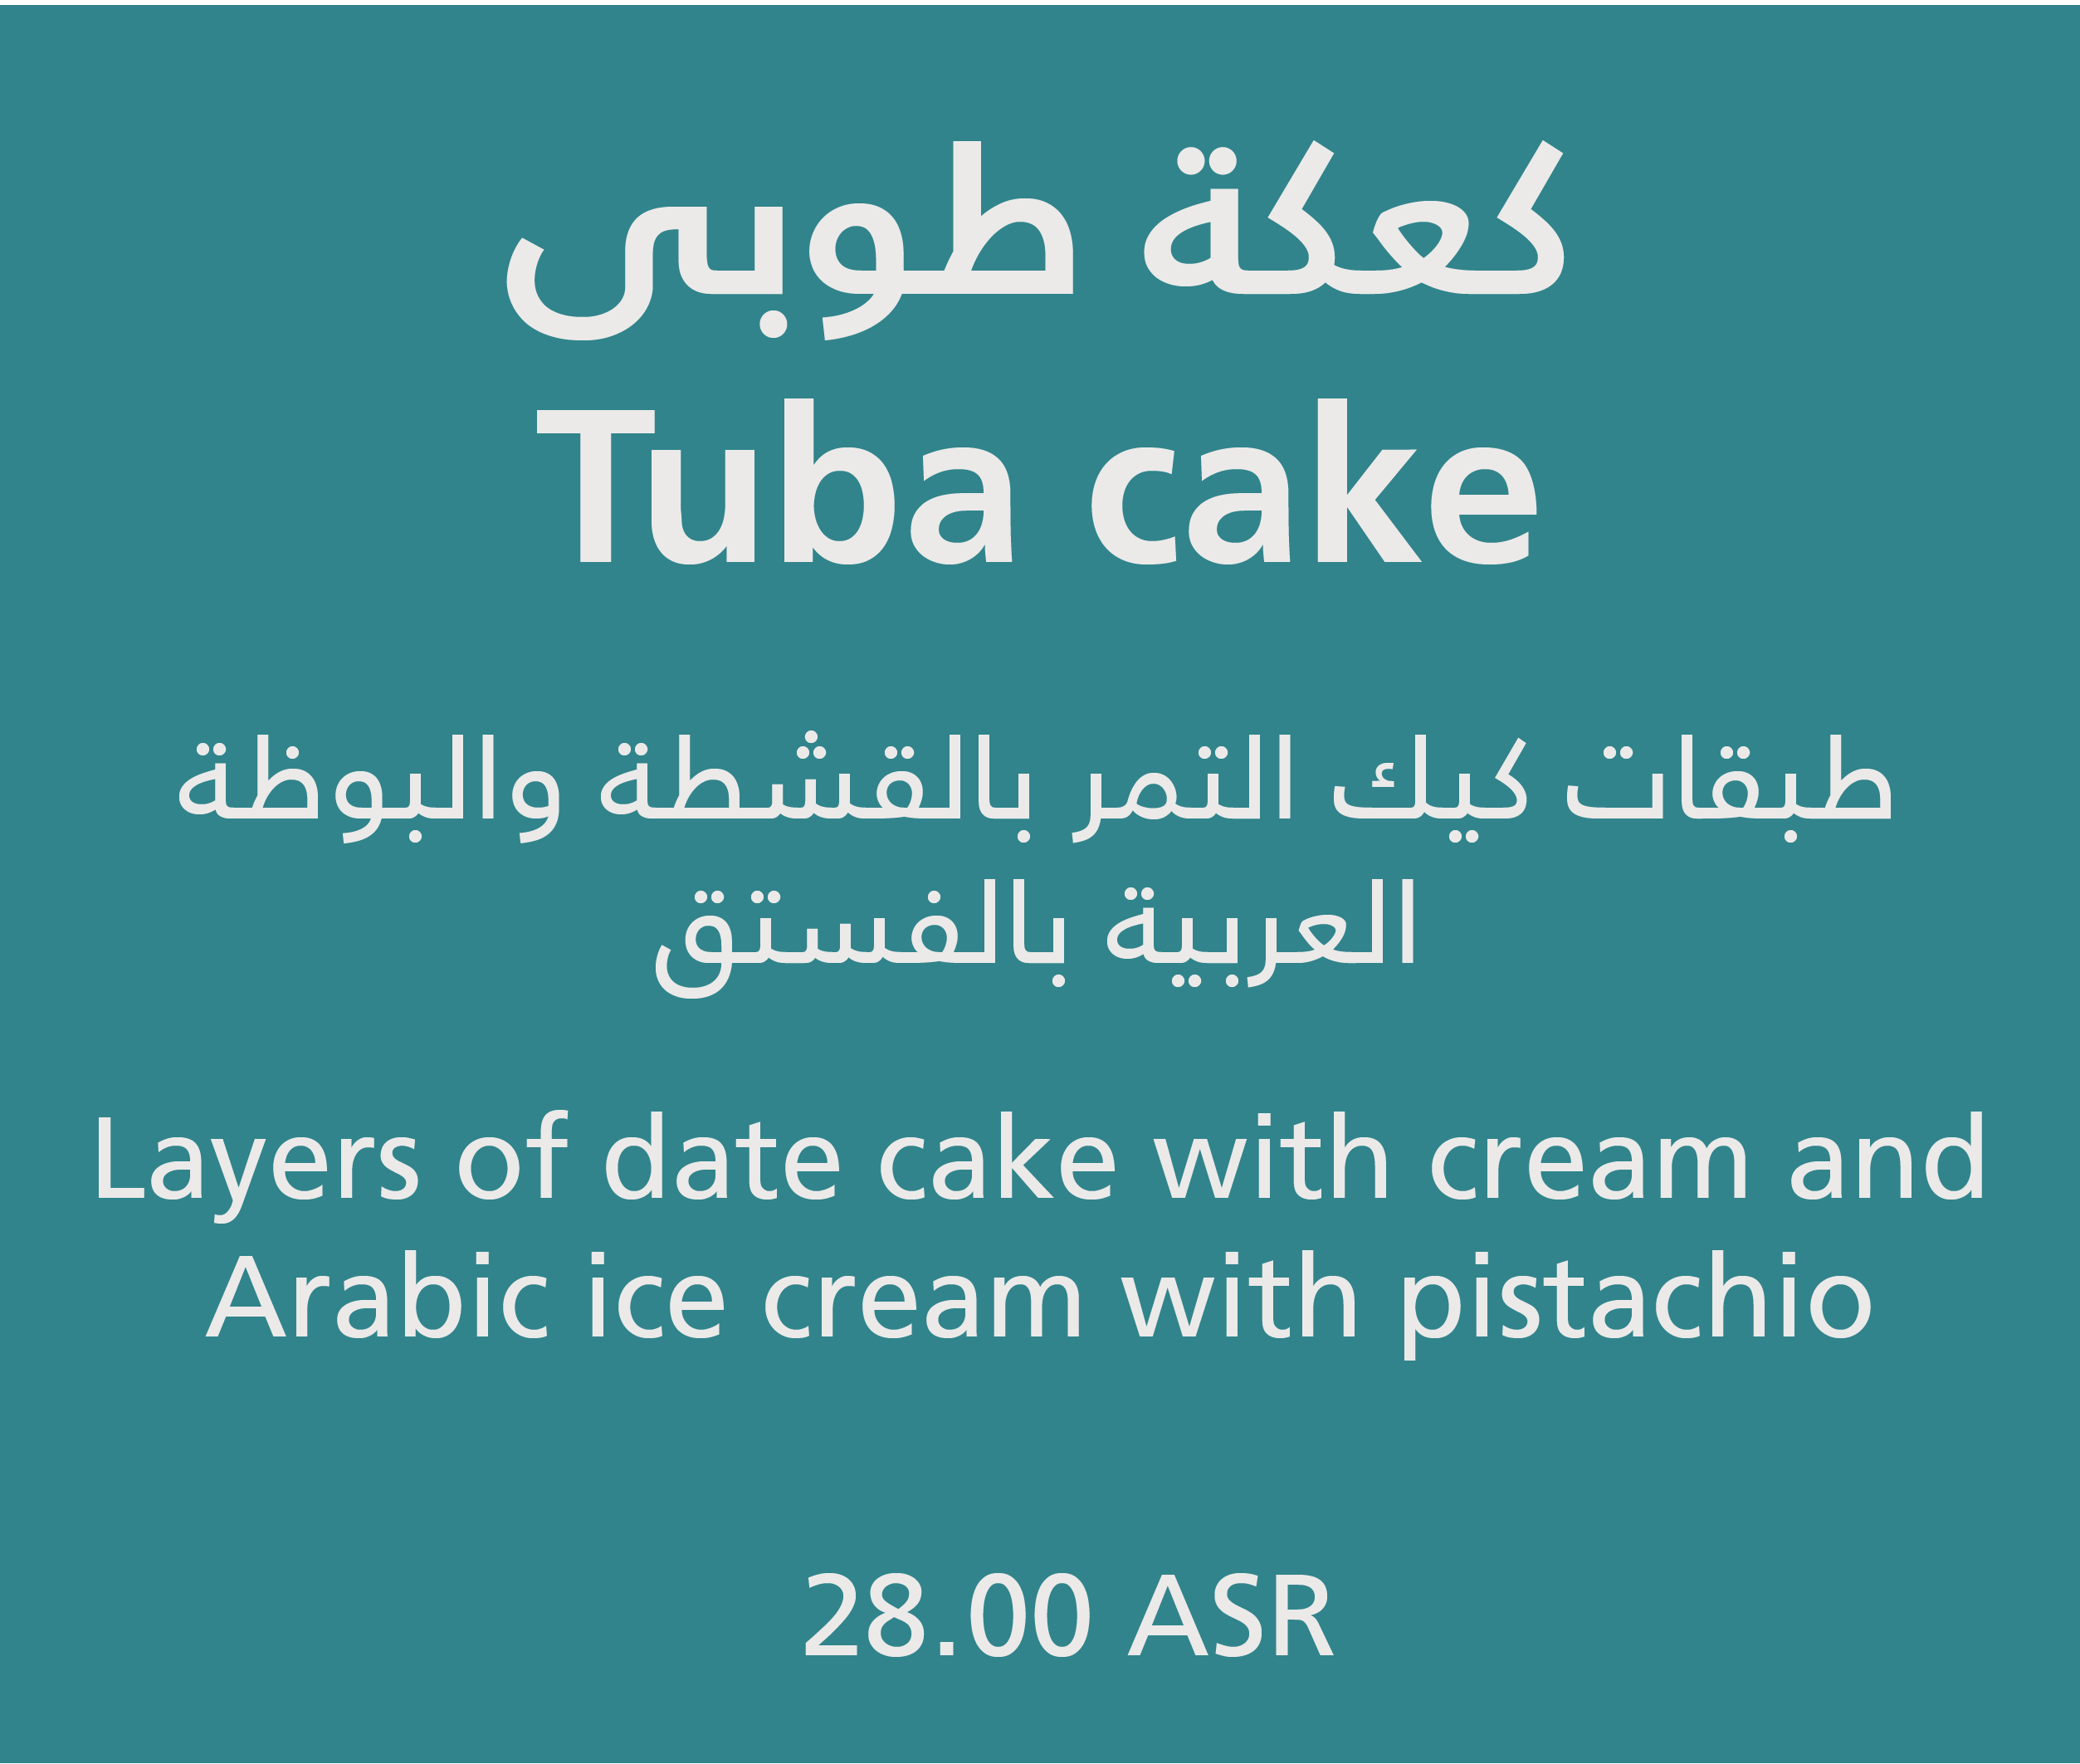 كعكة طوبى
Tuba cake
طبقات كيك التمر بالقشطة والبوظة
العربية بالفستق
Layers of date cake with cream and
Arabic ice cream with pistachio
28.00 ASR